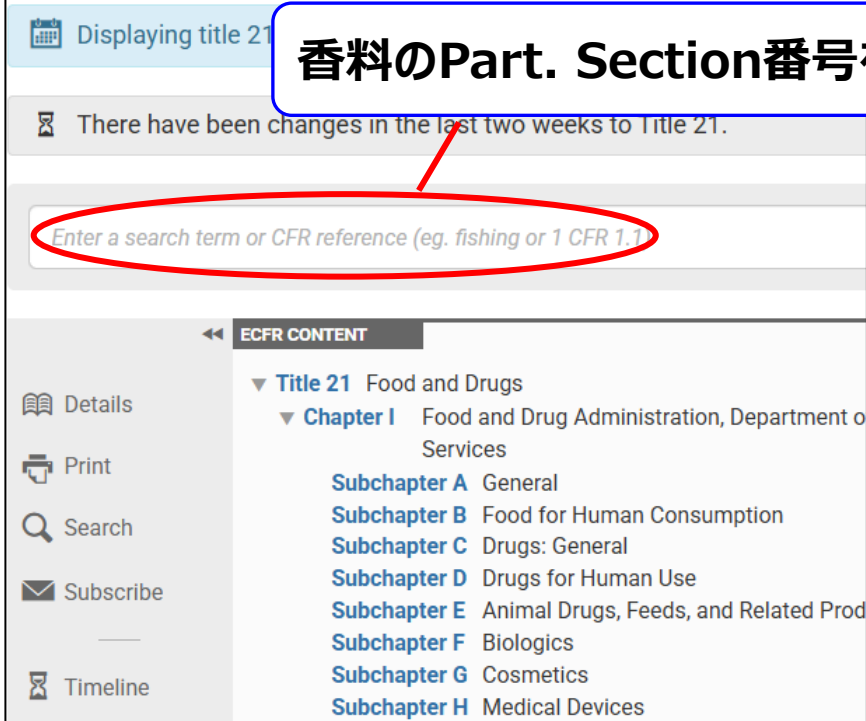 Displaying title 21
香料のPart. Section番号
There have been changes in the last two weeks to Title 21.
Enter a search term or CFR reference (eg. fishing or 1 CFR 1.1)
ECFR CONTENT
Title 21 Food and Drugs
Chapter I Food and Drug Administration, Department o
Services
Subchapter A General
Subchapter B Food for Human Consumption
Subchapter C Drugs: General
Subchapter D Drugs for Human Use
Subchapter E Animal Drugs, Feeds, and Related Prod
Subchapter F Biologics
Subchapter G Cosmetics
Subchapter H Medical Devices
Details
Print
Search
Subscribe
Timeline